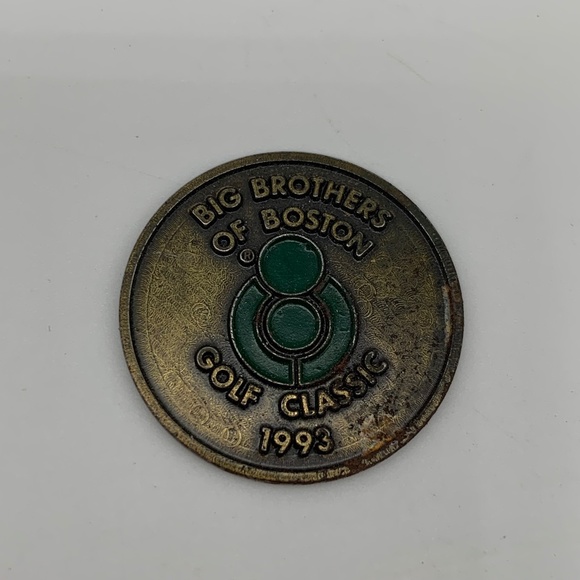 BIG BROTHERS
OF BOSTON
®
GOLF CLASSIC
1993